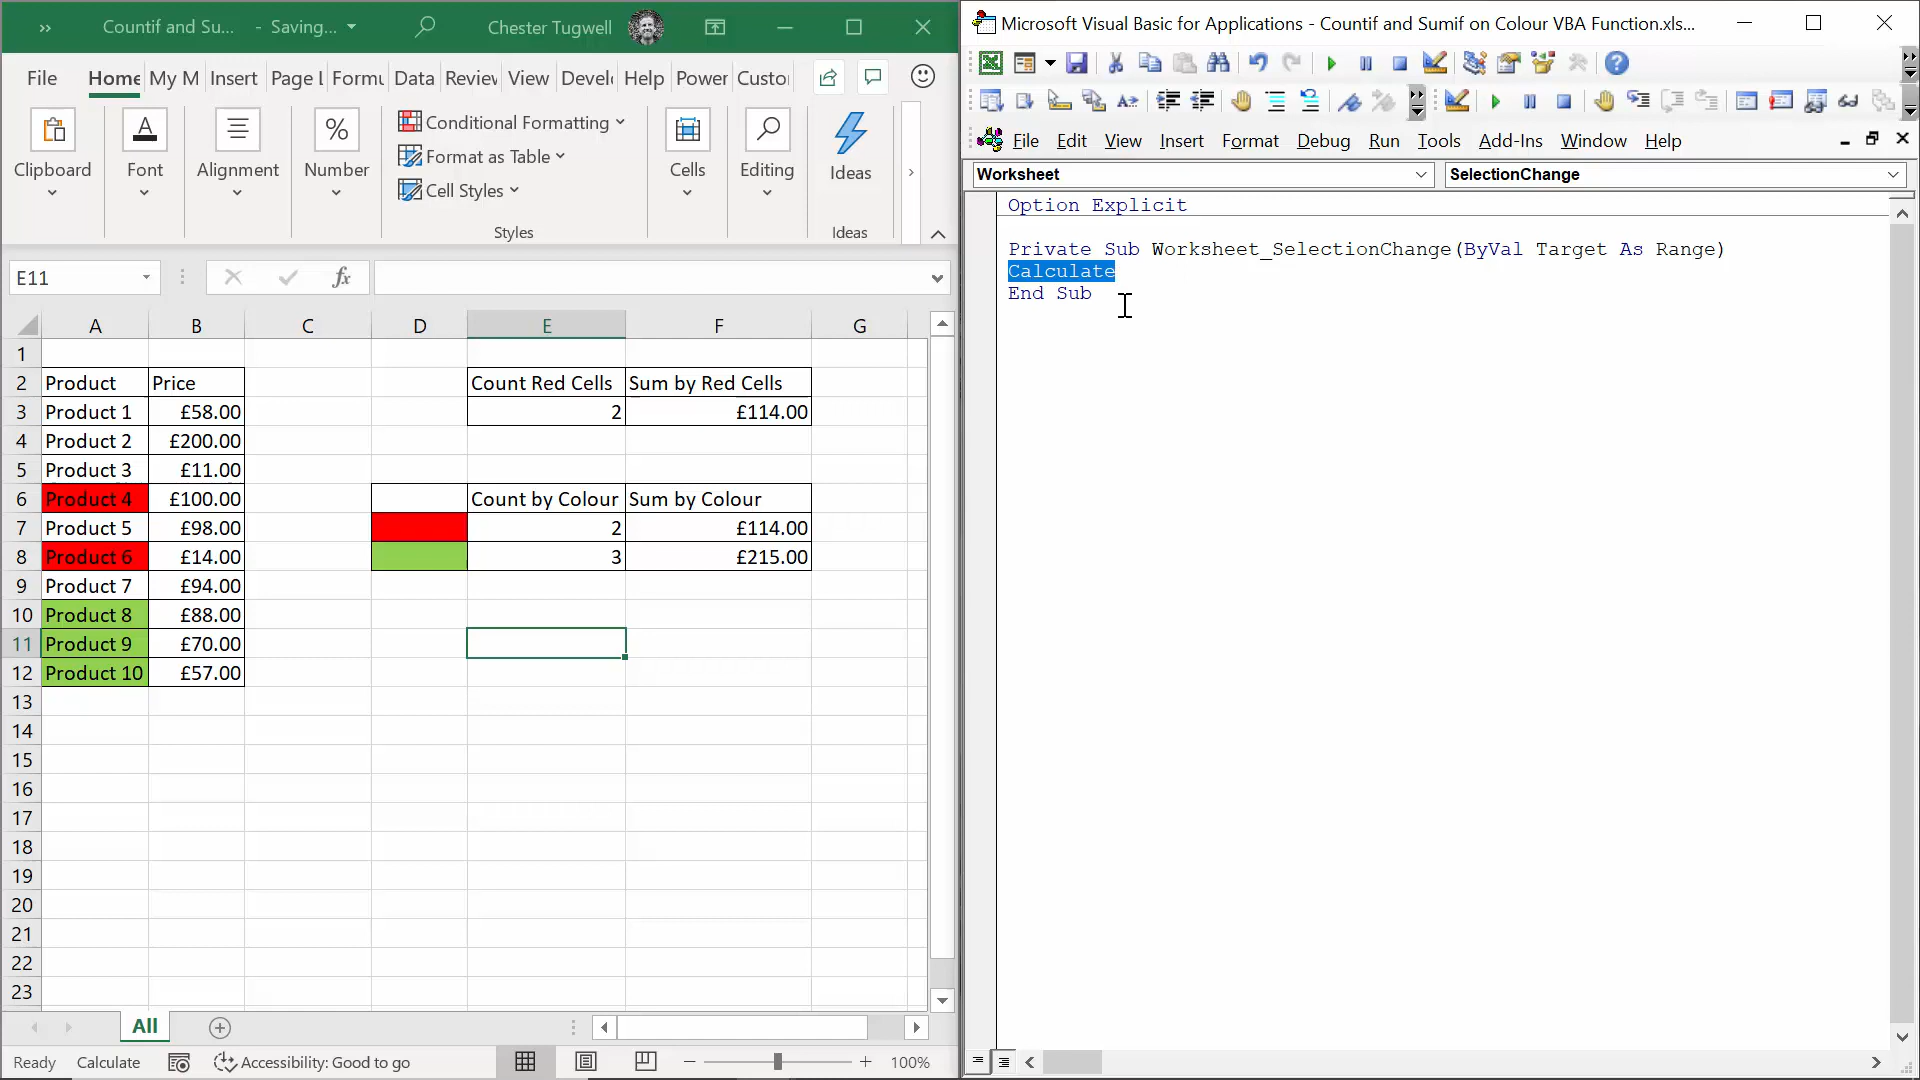 Countif and Su... - Saving...
Chester Tugwell
File Home My M Insert Page L Formu Data Review View Develo Help Power Custo
Clipboard
Font
Alignment
Number
Conditional Formatting
Format as Table
Cell Styles
Styles
Cells
Editing
Ideas
Ideas
E11
fx
A B C D E F G
1
2 Product Price Count Red Cells Sum by Red Cells
3 Product 1 £58.00 2 £114.00
4 Product 2 £200.00
5 Product 3 £11.00
6 Product 4 £100.00 Count by Colour Sum by Colour
7 Product 5 £98.00 2 £114.00
8 Product 6 £14.00 3 £215.00
9 Product 7 £94.00
10 Product 8 £88.00
11 Product 9 £70.00
12 Product 10 £57.00
13
14
15
16
17
18
19
20
21
22
23
All
Ready Calculate Accessibility: Good to go 100%
Microsoft Visual Basic for Applications - Countif and Sumif on Colour VBA Function.xls...
File Edit View Insert Format Debug Run Tools Add-Ins Window Help
Worksheet SelectionChange
Option Explicit
Private Sub Worksheet_SelectionChange(ByVal Target As Range)
Calculate
End Sub